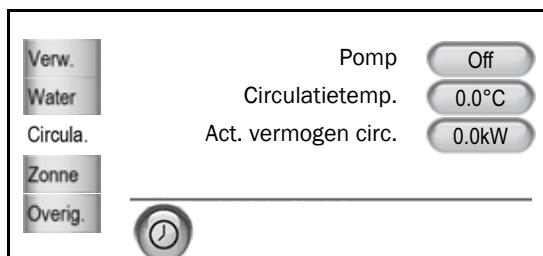 Verw.
Water
Circula.
Zonne
Overig.
Pomp Off
Circulatietemp. 0.0°C
Act. vermogen circ. 0.0kW